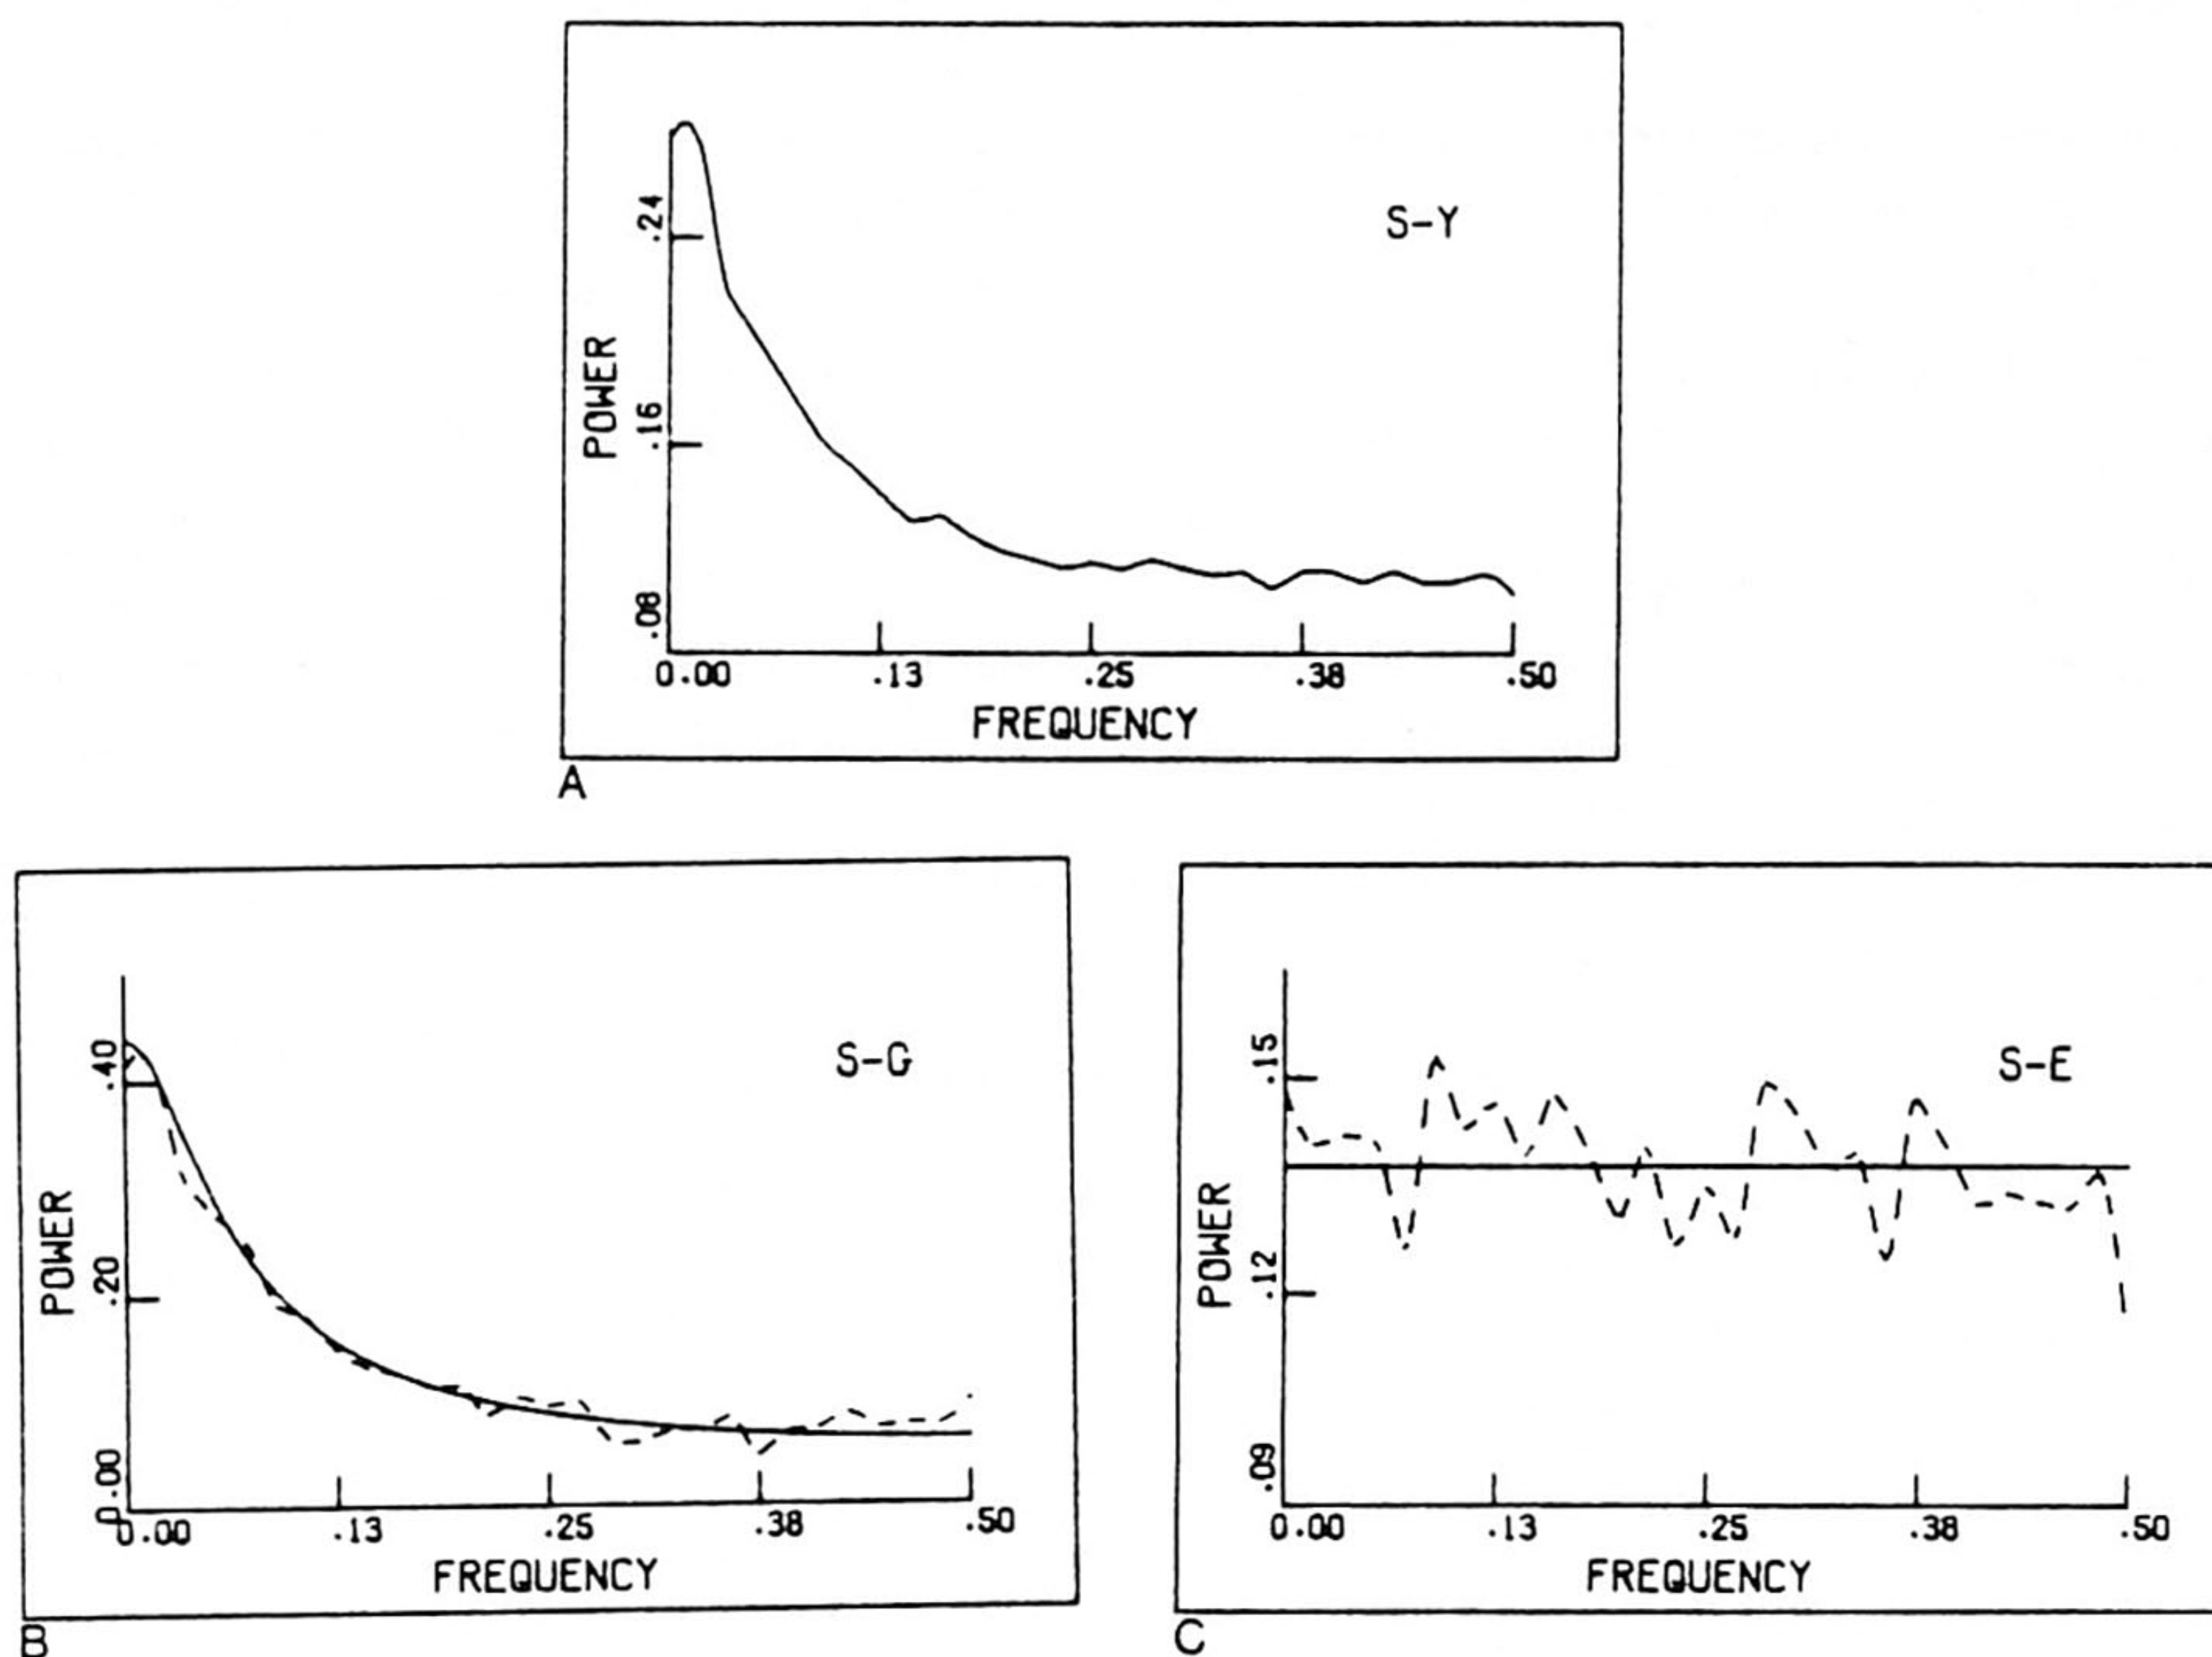 S-Y
POWER
.24
.16
.08
0.00 .13 .25 .38 .50
FREQUENCY
A
S-G
POWER
.40
.20
0.00
0.00 .13 .25 .38 .50
FREQUENCY
B
S-E
POWER
.15
.12
.09
0.00 .13 .25 .38 .50
FREQUENCY
C